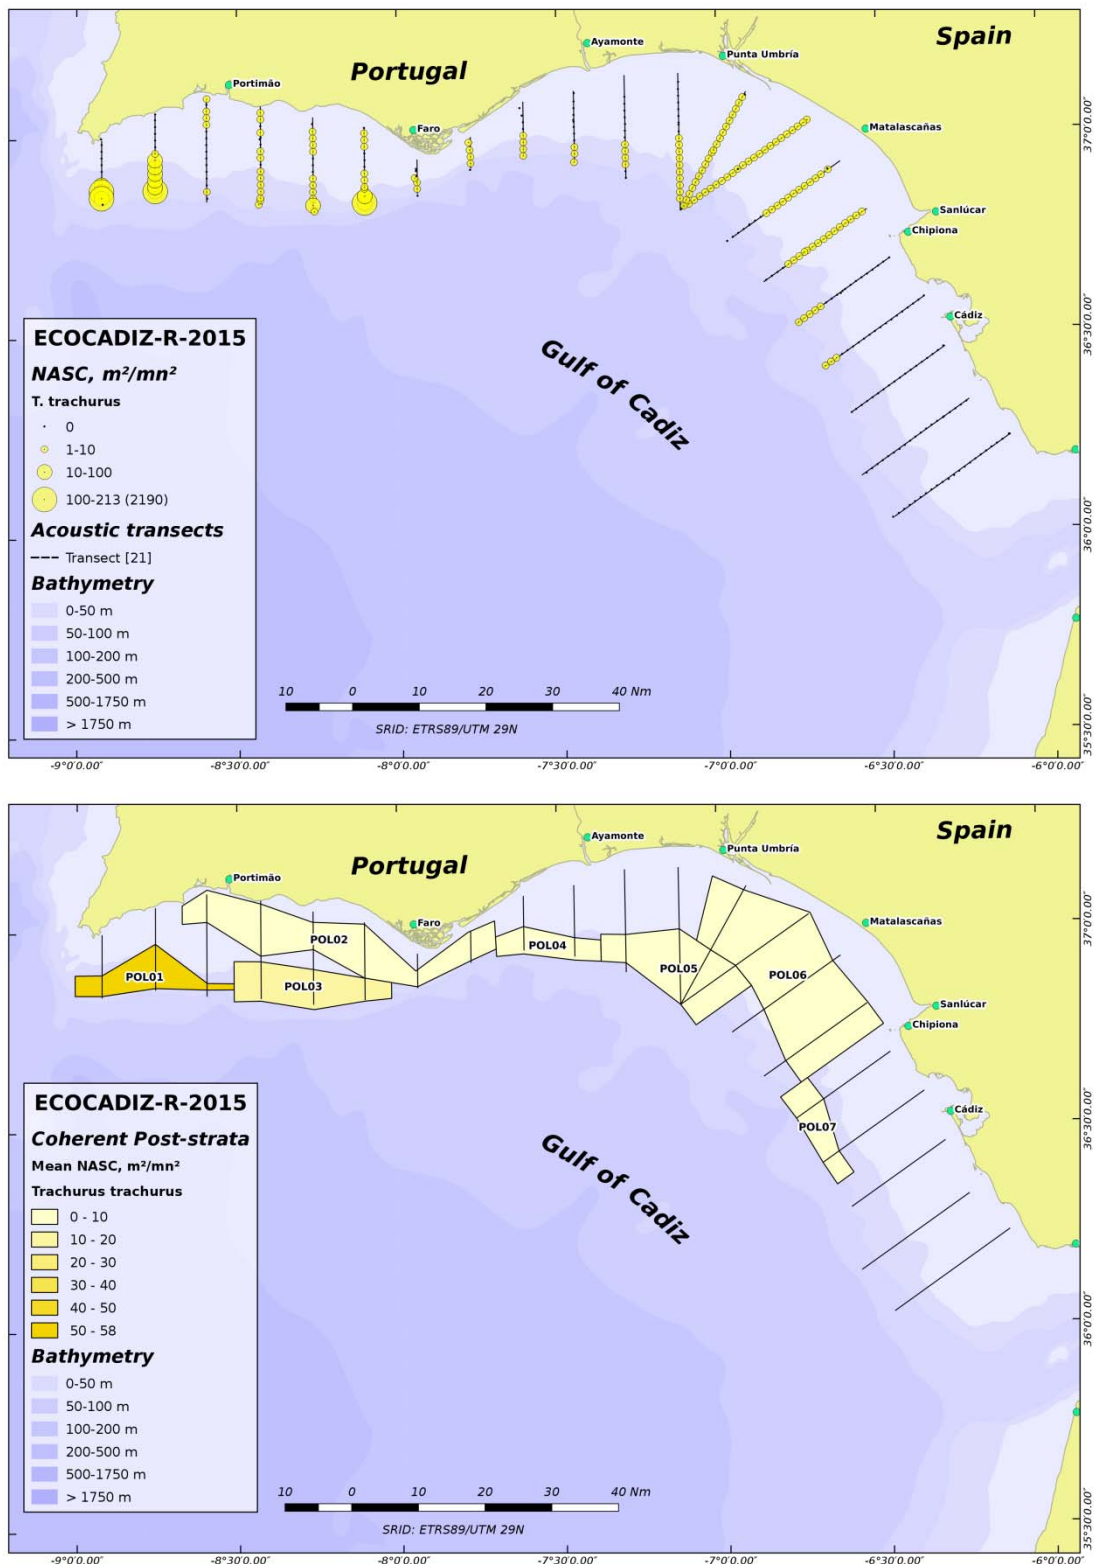 Spain
Portugal
Ayamonte
Punta Umbría
Portimão
Faro
Matalascañas
Sanlúcar
Chipiona
Cádiz
Gulf of Cadiz
37°0'0.00"
36°30'0.00"
36°0'0.00"
35°30'0.00"
ECOCADIZ-R-2015
NASC, m²/mn²
T. trachurus
0
1-10
10-100
100-213 (2190)
Acoustic transects
Transect [21]
Bathymetry
0-50 m
50-100 m
100-200 m
200-500 m
500-1750 m
> 1750 m
10 0 10 20 30 40 Nm
SRID: ETRS89/UTM 29N
-9°0'0.00" -8°30'0.00" -8°0'0.00" -7°30'0.00" -7°0'0.00" -6°30'0.00" -6°0'0.00"
Spain
Portugal
Ayamonte
Punta Umbría
Portimão
Faro
Matalascañas
Sanlúcar
Chipiona
Cádiz
POL01
POL02
POL03
POL04
POL05
POL06
POL07
Gulf of Cadiz
37°0'0.00"
36°30'0.00"
36°0'0.00"
35°30'0.00"
ECOCADIZ-R-2015
Coherent Post-strata
Mean NASC, m²/mn²
Trachurus trachurus
0 - 10
10 - 20
20 - 30
30 - 40
40 - 50
50 - 58
Bathymetry
0-50 m
50-100 m
100-200 m
200-500 m
500-1750 m
> 1750 m
10 0 10 20 30 40 Nm
SRID: ETRS89/UTM 29N
-9°0'0.00" -8°30'0.00" -8°0'0.00" -7°30'0.00" -7°0'0.00" -6°30'0.00" -6°0'0.00"